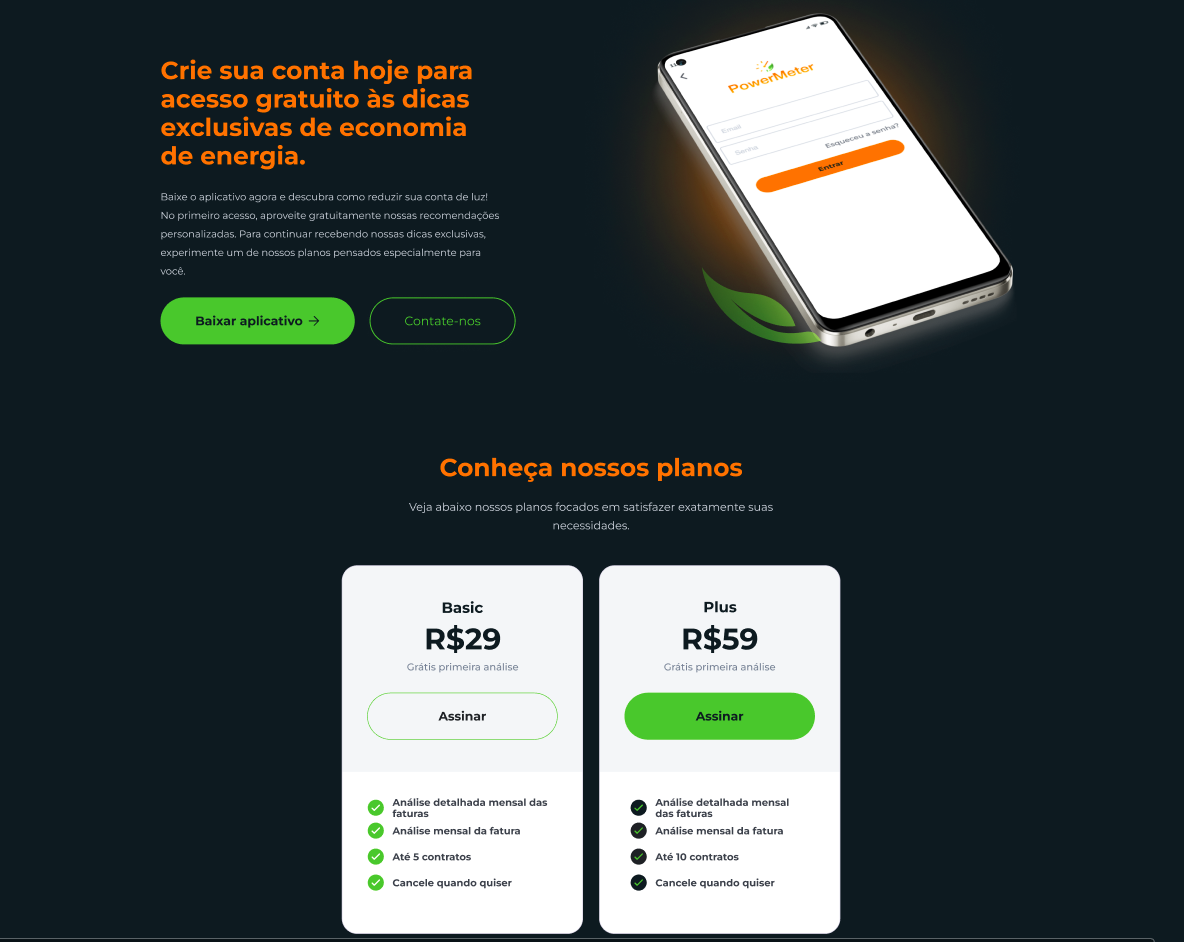 Crie sua conta hoje para
acesso gratuito às dicas
exclusivas de economia
de energia.
Baixe o aplicativo agora e descubra como reduzir sua conta de luz!
No primeiro acesso, aproveite gratuitamente nossas recomendações
personalizadas. Para continuar recebendo nossas dicas exclusivas,
experimente um de nossos planos pensados especialmente para
você.
Baixar aplicativo →
Contate-nos
PowerMeter
Email
Senha
Esqueceu a senha?
Entrar
Conheça nossos planos
Veja abaixo nossos planos focados em satisfazer exatamente suas
necessidades.
Basic
R$29
Grátis primeira análise
Assinar
Análise detalhada mensal das
faturas
Análise mensal da fatura
Até 5 contratos
Cancele quando quiser
Plus
R$59
Grátis primeira análise
Assinar
Análise detalhada mensal
das faturas
Análise mensal da fatura
Até 10 contratos
Cancele quando quiser